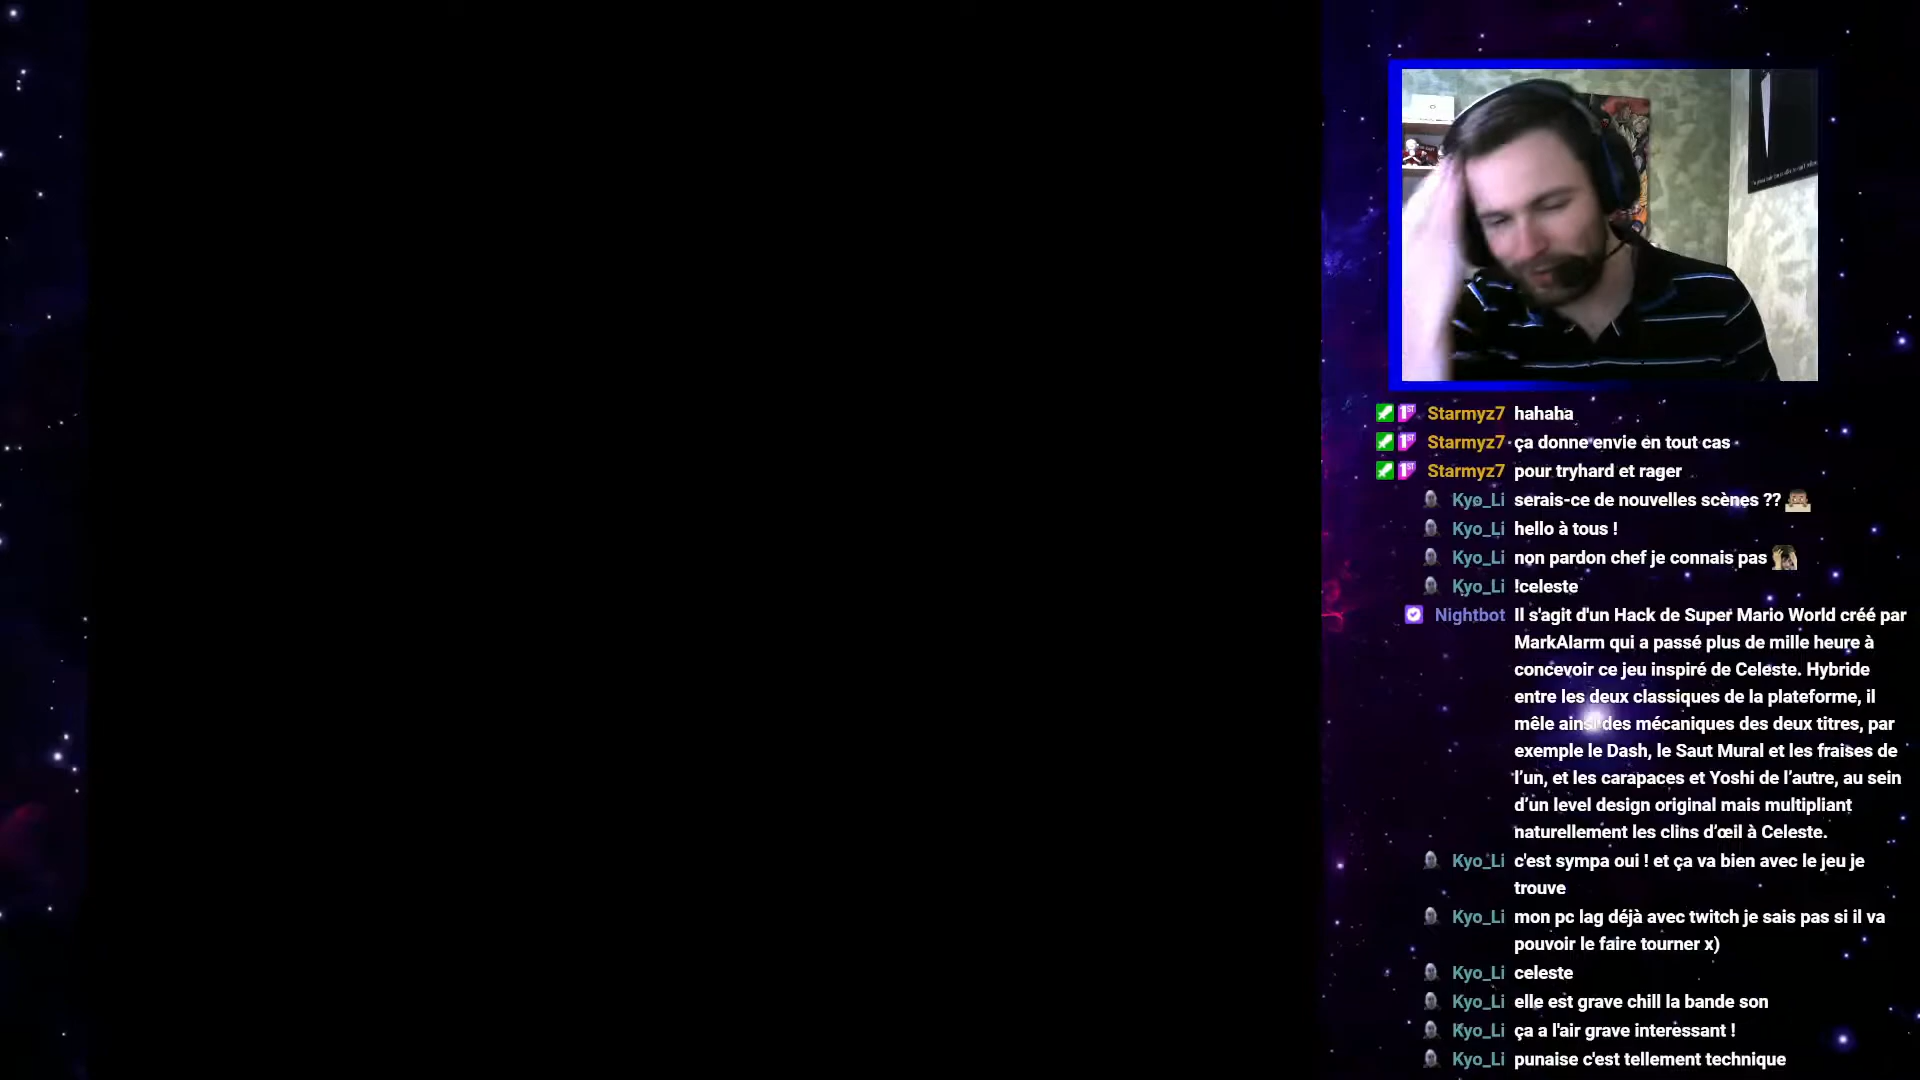 Starmyz7 hahaha
Starmyz7 ça donne envie en tout cas
Starmyz7 pour tryhard et rager
Kyo_Li serais-ce de nouvelles scènes ??
Kyo_Li hello à tous !
Kyo_Li non pardon chef je connais pas
Kyo_Li !celeste
Nightbot Il s'agit d'un Hack de Super Mario World créé par
MarkAlarm qui a passé plus de mille heure à
concevoir ce jeu inspiré de Celeste. Hybride
entre les deux classiques de la plateforme, il
mêle ainsi des mécaniques des deux titres, par
exemple le Dash, le Saut Mural et les fraises de
l’un, et les carapaces et Yoshi de l’autre, au sein
d’un level design original mais multipliant
naturellement les clins d’œil à Celeste.
Kyo_Li c'est sympa oui ! et ça va bien avec le jeu je
trouve
Kyo_Li mon pc lag déjà avec twitch je sais pas si il va
pouvoir le faire tourner x)
Kyo_Li celeste
Kyo_Li elle est grave chill la bande son
Kyo_Li ça a l'air grave interessant !
Kyo_Li punaise c'est tellement technique